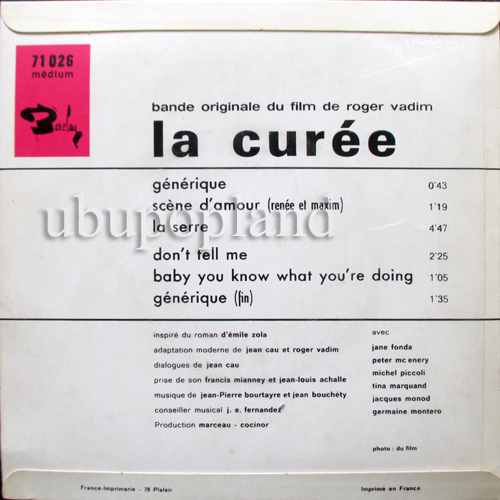 71 026
médium
Barclay
bande originale du film de roger vadim
la curée
générique 0'43
scène d'amour (renée et maxim) 1'19
la serre 4'47
ubupopland
don't tell me 2'25
baby you know what you're doing 1'05
générique (fin) 1'35
inspiré du roman d'émile zola
adaptation moderne de jean cau et roger vadim
dialogues de jean cau
prise de son francis mianney et jean-louis achalle
musique de jean-Pierre bourtayre et jean bouchéty
conseiller musical j. e. fernandez
Production marceau - cocinor
avec
jane fonda
peter mc enery
michel piccoli
tina marquand
jacques monod
germaine montero
photo : du film
France-Imprimerie - 78 Plaisir
Imprimé en France